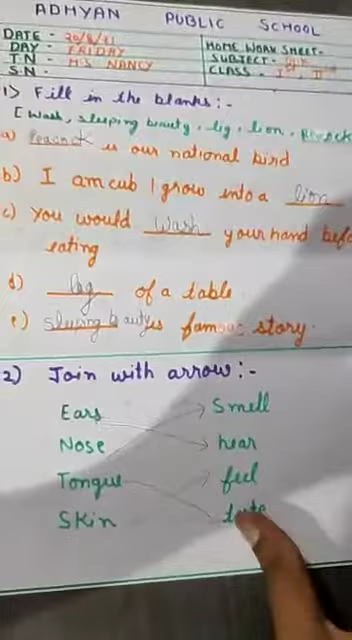 ADHYAN PUBLIC SCHOOL
DATE - 20/8/21
DAY - FRIDAY
T.N - MS NANCY
S.N -
HOME WORK SHEET-
SUBJECT-
CLASS - I
1) Fill in the blanks:-
[Wash, sleeping beauty, leg, lion,
a) Peacock is our national bird
b) I am cub I grow into a lion
c) You would Wash your hand
eating
d) leg of a table
e) sleeping beauty is famous story.
2) Join with arrow:-
Ears Smell
Nose hear
Tongue feel
Skin